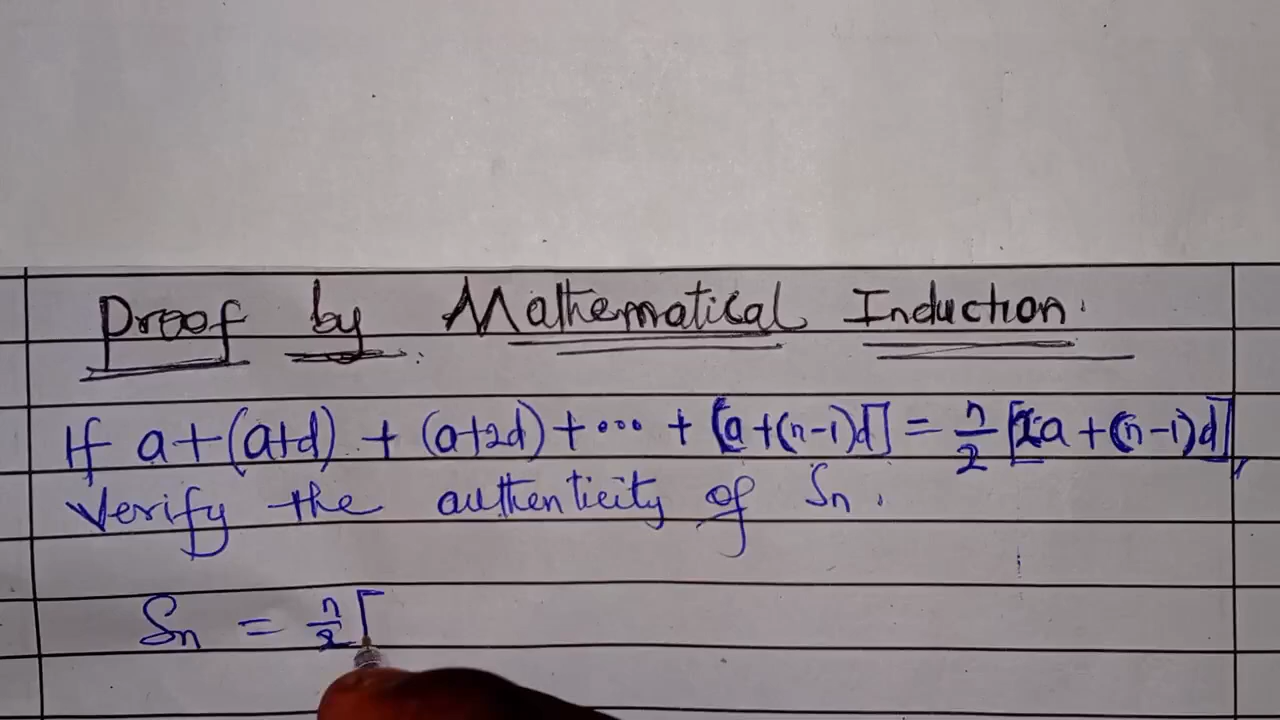 Proof by Mathematical Induction.
If a+(a+d) + (a+2d) + ... + [a+(n-1)d] = n/2 [2a + (n-1)d],
Verify the authenticity of Sn.
Sn = n/2 [